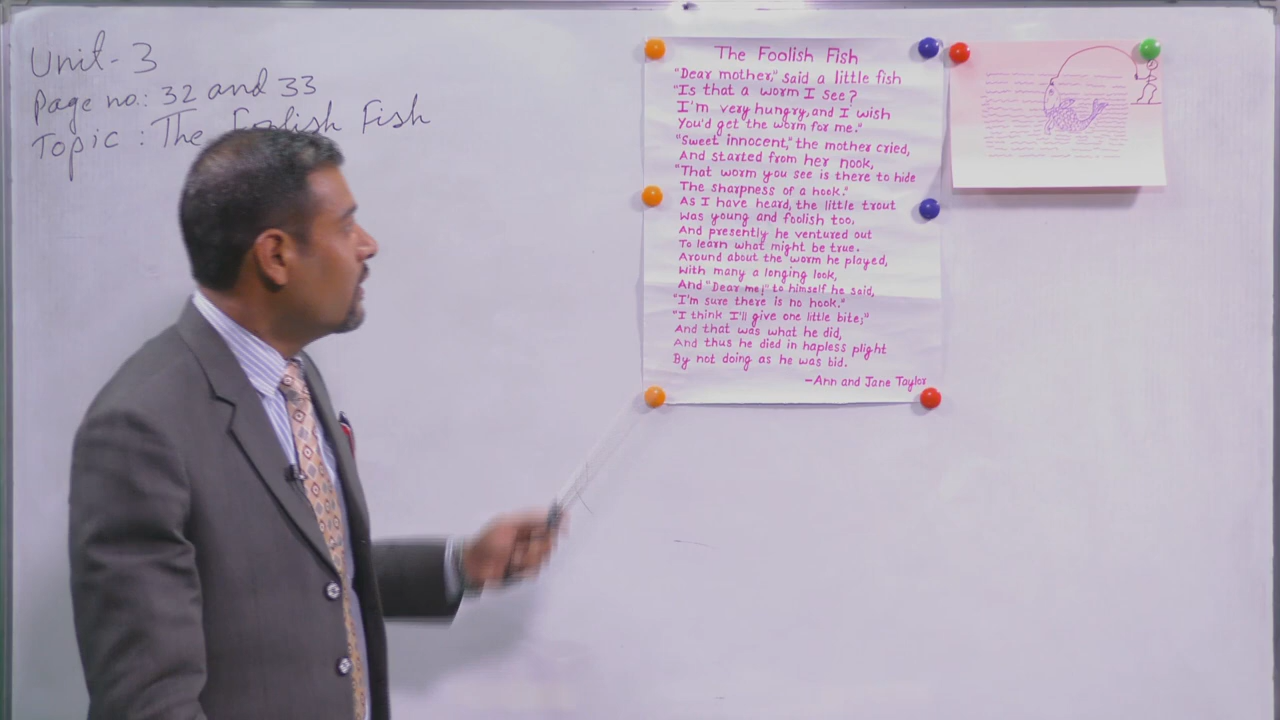 Unit-3
Page no.: 32 and 33
Topic : The Foolish Fish
The Foolish Fish
"Dear mother," said a little fish
"Is that a worm I see?
I'm very hungry, and I wish
You'd get the worm for me."
"Sweet innocent," the mother cried,
And started from her nook,
"That worm you see is there to hide
The sharpness of a hook."
As I have heard, the little trout
Was young and foolish too,
And presently he ventured out
To learn what might be true.
Around about the worm he played,
With many a longing look,
And "Dear me!" to himself he said,
"I'm sure there is no hook."
"I think I'll give one little bite;"
And that was what he did,
And thus he died in hapless plight
By not doing as he was bid.
—Ann and Jane Taylor